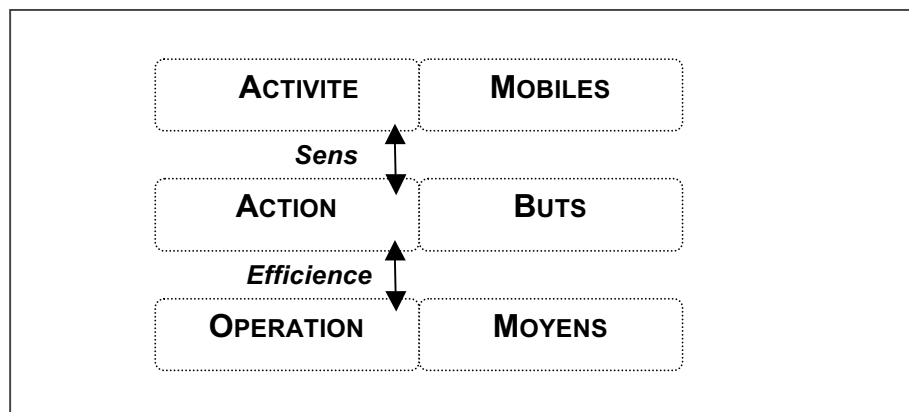 ACTIVITE MOBILES
Sens
ACTION BUTS
Efficience
OPERATION MOYENS